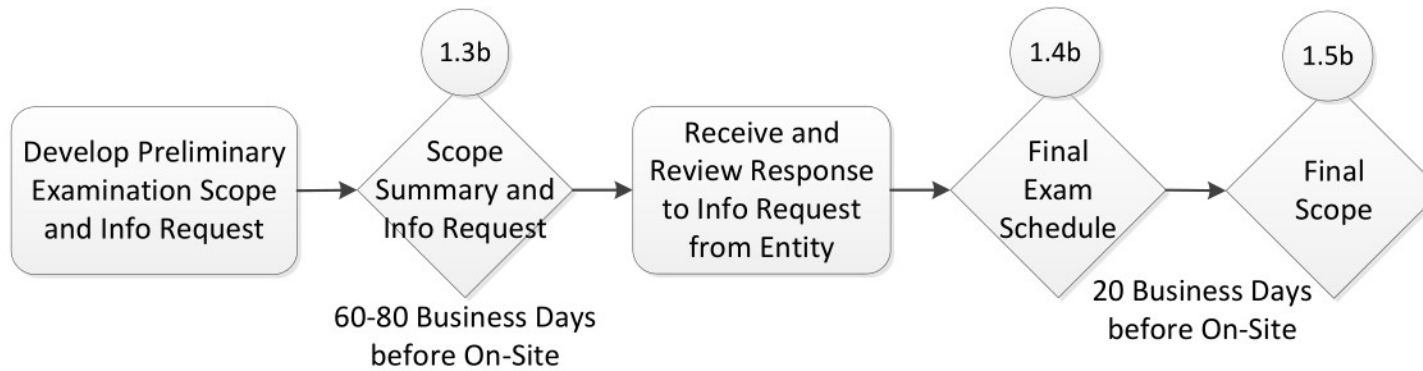 1.3b
1.4b
1.5b
Develop Preliminary
Examination Scope
and Info Request
Scope
Summary and
Info Request
Receive and
Review Response
to Info Request
from Entity
Final
Exam
Schedule
Final
Scope
60-80 Business Days
before On-Site
20 Business Days
before On-Site